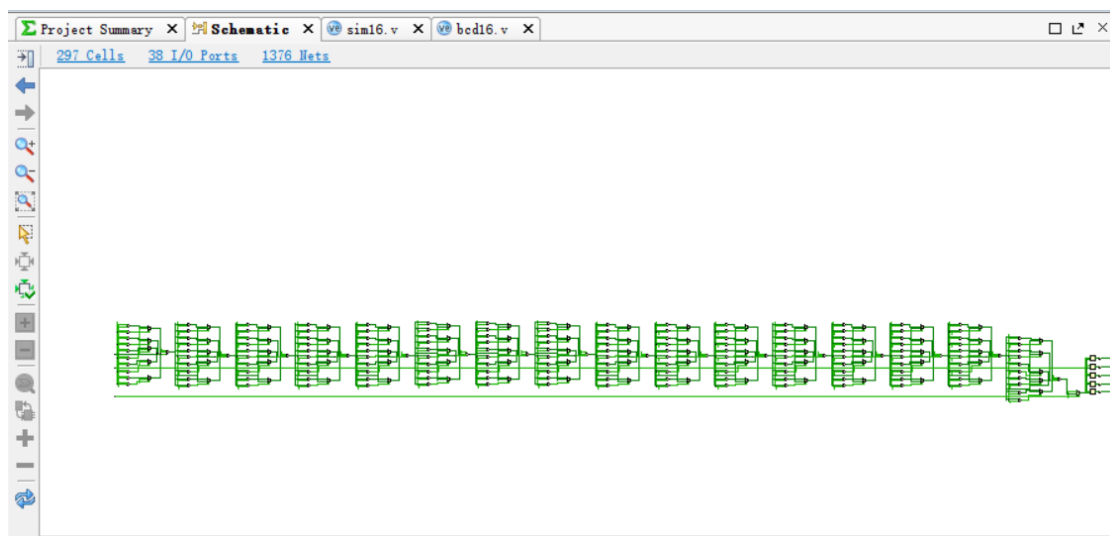 Project Summary Schematic sim16.v bcd16.v
297 Cells 38 I/O Ports 1376 Nets